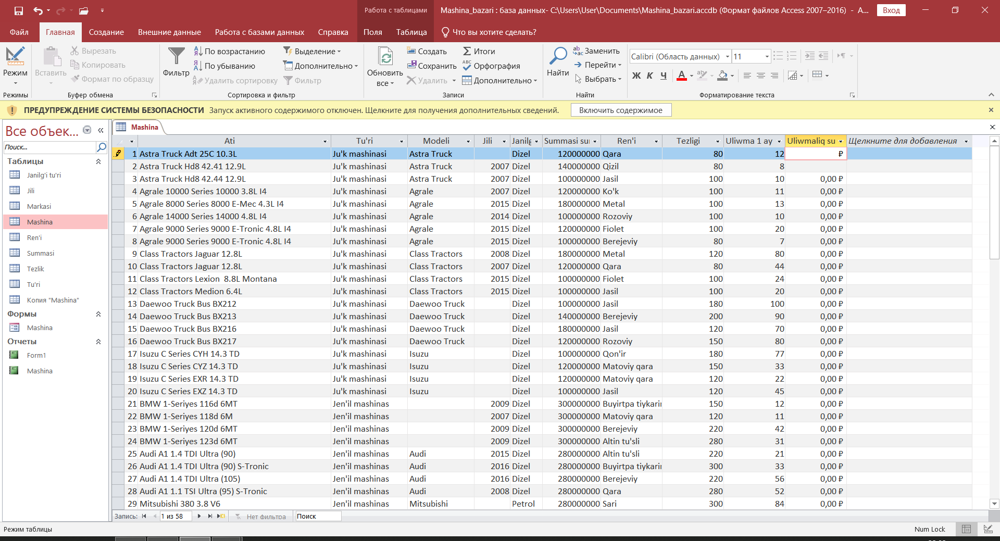 Работа с таблицами
Mashina_bazari : база данных- C:\Users\User\Documents\Mashina_bazari.accdb (Формат файлов Access 2007–2016) - A...
Вход
Файл Главная Создание Внешние данные Работа с базами данных Справка Поля Таблица Что вы хотите сделать?
Режим
Режимы
Вставить
Вырезать
Копировать
Формат по образцу
Буфер обмена
Фильтр
По возрастанию
По убыванию
Удалить сортировку
Выделение
Дополнительно
Фильтр
Сортировка и фильтр
Обновить
все
Создать
Сохранить
Удалить
Итоги
Орфография
Дополнительно
Записи
Найти
Заменить
Перейти
Выбрать
Найти
Calibri (Область данных) 11
Ж К Ч А
Форматирование текста
ПРЕДУПРЕЖДЕНИЕ СИСТЕМЫ БЕЗОПАСНОСТИ Запуск активного содержимого отключен. Щелкните для получения дополнительных сведений. Включить содержимое
Все объек...
Поиск...
Таблицы
Janilg'i tu'ri
Jili
Markasi
Mashina
Ren'i
Summasi
Tezlik
Tu'ri
Копия "Mashina"
Формы
Mashina
Отчеты
Form1
Mashina
Mashina
Ati Tu'ri Modeli Jili Janilg Summasi su Ren'i Tezligi Uliwma 1 ay Uliwmaliq su Щелкните для добавления
1 Astra Truck Adt 25C 10.3L Ju'k mashinasi Astra Truck Dizel 120000000 Qara 80 12 ₽
2 Astra Truck Hd8 42.41 12.9L Ju'k mashinasi Astra Truck 2007 Dizel 140000000 Qizil 80 8
3 Astra Truck Hd8 42.44 12.9L Ju'k mashinasi Astra Truck 2007 Dizel 100000000 Jasil 100 10 0,00 ₽
4 Agrale 10000 Series 10000 3.8L I4 Ju'k mashinasi Agrale 2007 Dizel 120000000 Ko'k 100 11 0,00 ₽
5 Agrale 8000 Series 8000 E-Mec 4.3L I4 Ju'k mashinasi Agrale 2015 Dizel 180000000 Metal 100 13 0,00 ₽
6 Agrale 14000 Series 14000 4.8L I4 Ju'k mashinasi Agrale 2014 Dizel 100000000 Rozoviy 100 10 0,00 ₽
7 Agrale 9000 Series 9000 E-Tronic 4.8L I4 Ju'k mashinasi Agrale 2015 Dizel 120000000 Fiolet 100 20 0,00 ₽
8 Agrale 9000 Series 9000 E-Tronic 4.8L I4 Ju'k mashinasi Agrale 2015 Dizel 100000000 Berejeviy 80 7 0,00 ₽
9 Class Tractors Jaguar 12.8L Ju'k mashinasi Class Tractors 2008 Dizel 180000000 Metal 120 80 0,00 ₽
10 Class Tractors Jaguar 12.8L Ju'k mashinasi Class Tractors 2007 Dizel 120000000 Qara 80 44 0,00 ₽
11 Class Tractors Lexion 8.8L Montana Ju'k mashinasi Class Tractors 2015 Dizel 100000000 Fiolet 100 24 0,00 ₽
12 Class Tractors Medion 6.4L Ju'k mashinasi Class Tractors 2015 Dizel 100000000 Jasil 100 20 0,00 ₽
13 Daewoo Truck Bus BX212 Ju'k mashinasi Daewoo Truck Dizel 100000000 Jasil 180 100 0,00 ₽
14 Daewoo Truck Bus BX213 Ju'k mashinasi Daewoo Truck Dizel 140000000 Berejeviy 200 90 0,00 ₽
15 Daewoo Truck Bus BX216 Ju'k mashinasi Daewoo Truck Dizel 180000000 Jasil 120 70 0,00 ₽
16 Daewoo Truck Bus BX217 Ju'k mashinasi Daewoo Truck Dizel 120000000 Rozoviy 150 80 0,00 ₽
17 Isuzu C Series CYH 14.3 TD Ju'k mashinasi Isuzu Dizel 100000000 Qon'ir 180 77 0,00 ₽
18 Isuzu C Series CYZ 14.3 TD Ju'k mashinasi Isuzu Dizel 120000000 Matoviy qara 150 33 0,00 ₽
19 Isuzu C Series EXR 14.3 TD Ju'k mashinasi Isuzu Dizel 120000000 Matoviy qara 120 22 0,00 ₽
20 Isuzu C Series EXZ 14.3 TD Ju'k mashinasi Isuzu Dizel 100000000 Jasil 120 45 0,00 ₽
21 BMW 1-Seriyes 116d 6MT Jen'il mashinas 2009 Dizel 300000000 Buyirtpa tiykarin 150 12 0,00 ₽
22 BMW 1-Seriyes 118d 6M Jen'il mashinas 2007 Dizel 300000000 Matoviy qara 120 11 0,00 ₽
23 BMW 1-Seriyes 120d 6MT Jen'il mashinas 2009 Dizel 300000000 Berejeviy 220 42 0,00 ₽
24 BMW 1-Seriyes 123d 6MT Jen'il mashinas 2009 Dizel 300000000 Altin tu'sli 280 31 0,00 ₽
25 Audi A1 1.4 TDI Ultra (90) Jen'il mashinas Audi 2015 Dizel 280000000 Altin tu'sli 220 21 0,00 ₽
26 Audi A1 1.4 TDI Ultra (90) S-Tronic Jen'il mashinas Audi 2016 Dizel 280000000 Buyirtpa tiykarin 300 33 0,00 ₽
27 Audi A1 1.4 TDI Ultra (105) Jen'il mashinas Audi 2016 Dizel 280000000 Berejeviy 220 56 0,00 ₽
28 Audi A1 1.1 TSI Ultra (95) S-Tronic Jen'il mashinas Audi 2008 Dizel 280000000 Qara 280 52 0,00 ₽
29 Mitsubishi 380 3.8 V6 Jen'il mashinas Mitsubishi Petrol 280000000 Sari 300 84 0,00 ₽
Запись: 1 из 58 Нет фильтра Поиск
Режим таблицы Num Lock